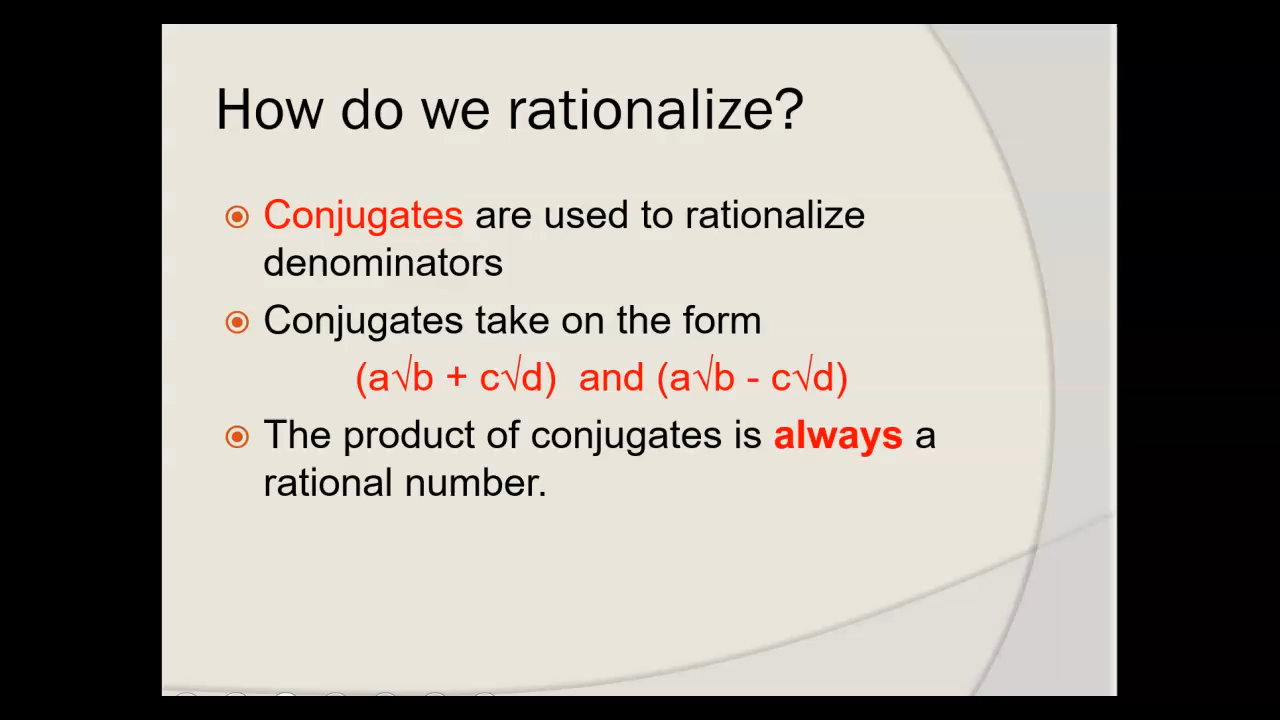 How do we rationalize?
Conjugates are used to rationalize
denominators
Conjugates take on the form
(a√b + c√d) and (a√b - c√d)
The product of conjugates is always a
rational number.